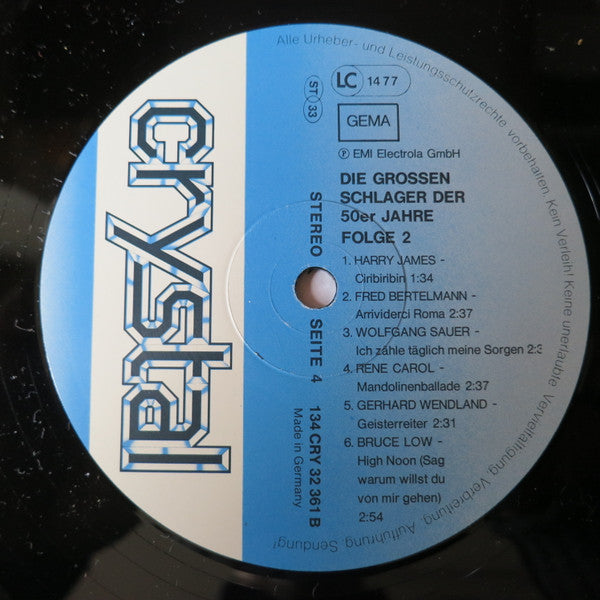 crystal
Alle Urheber- und Leistungsschutzrechte vorbehalten. Kein Verleih! Keine unerlaubte Vervielfältigung, Verbreitung, Aufführung, Sendung!
LC 1477
ST 33
GEMA
℗ EMI Electrola GmbH
DIE GROSSEN
SCHLAGER DER
50er JAHRE
FOLGE 2
1. HARRY JAMES -
Ciribiribin 1:34
2. FRED BERTELMANN -
Arrividerci Roma 2:37
3. WOLFGANG SAUER -
Ich zähle täglich meine Sorgen
4. RENE CAROL -
Mandolinenballade 2:37
5. GERHARD WENDLAND -
Geisterreiter 2:31
6. BRUCE LOW -
High Noon (Sag
warum willst du
von mir gehen)
2:54
STEREO SEITE 4 134 CRY 32 361 B
Made in Germany